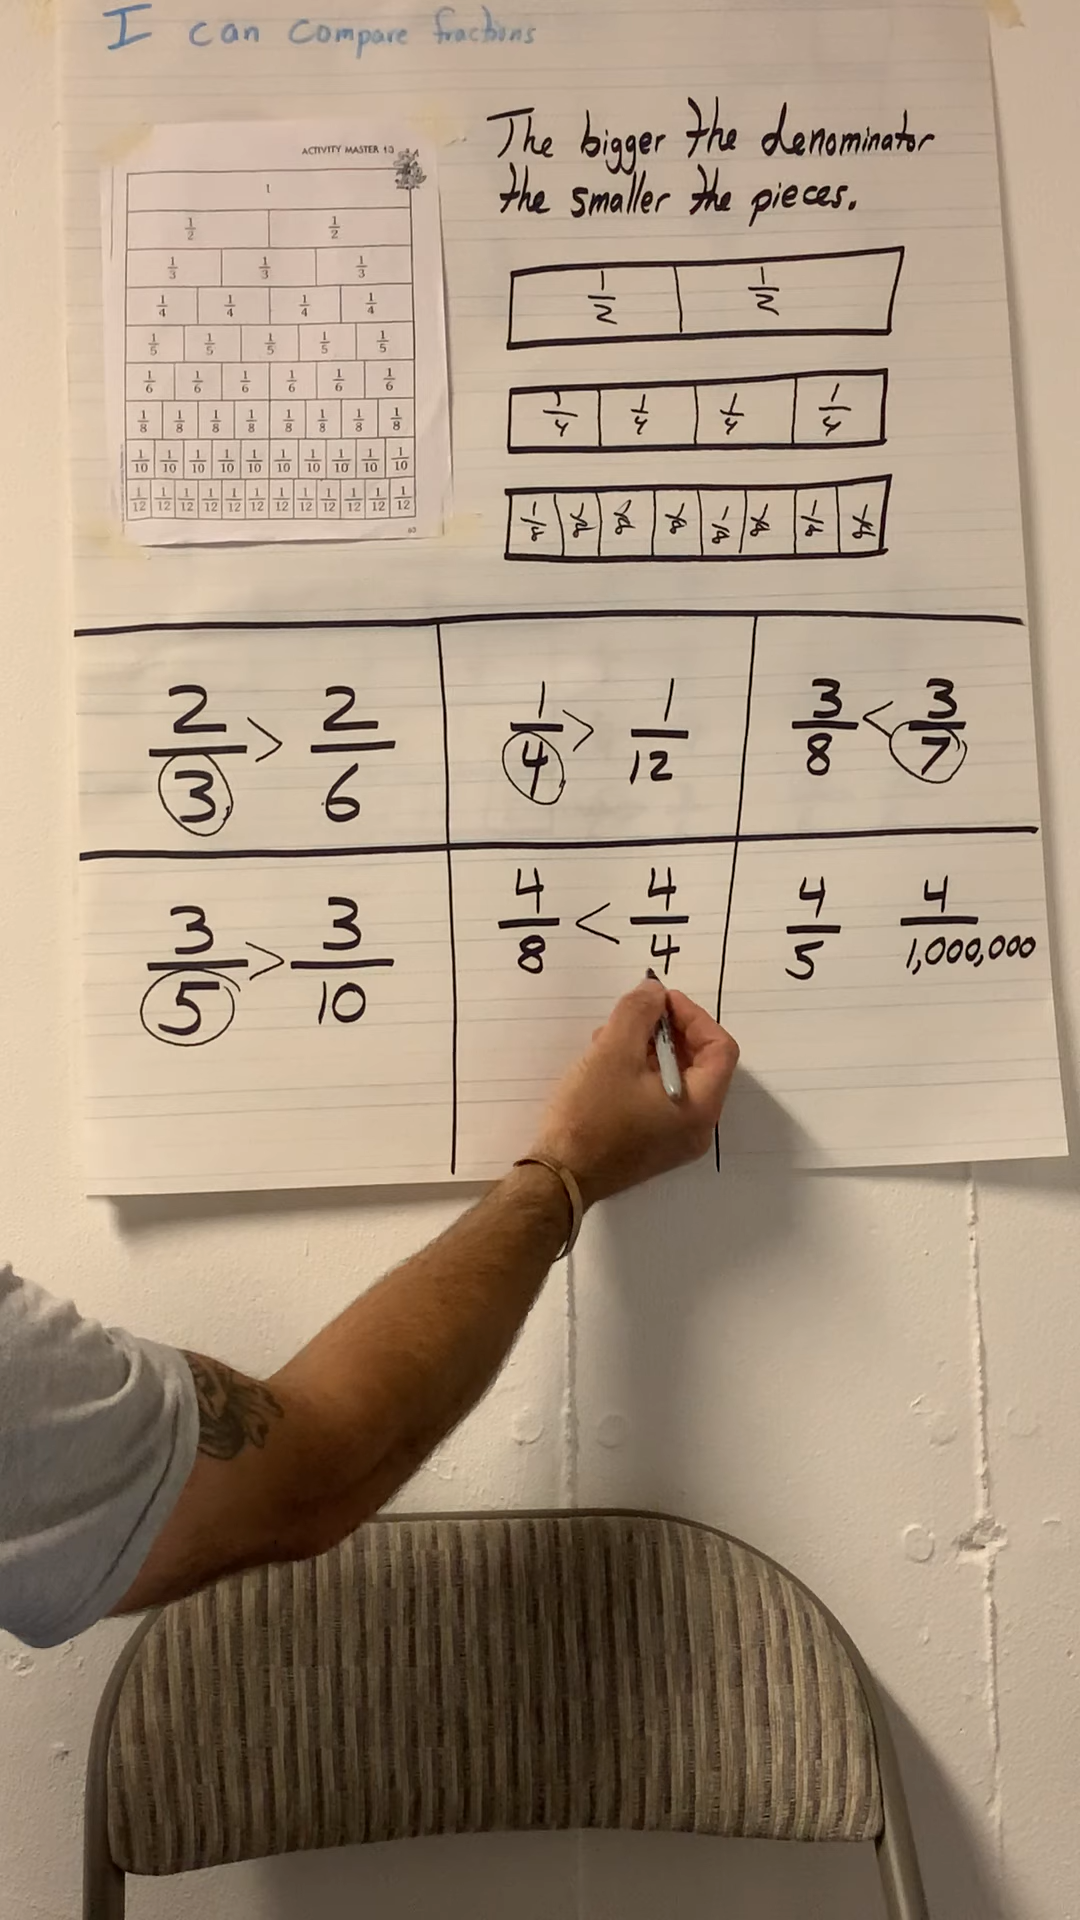 I can compare fractions
The bigger the denominator
the smaller the pieces.
ACTIVITY MASTER 13
1
1/2 1/2
1/3 1/3 1/3
1/4 1/4 1/4 1/4
1/5 1/5 1/5 1/5 1/5
1/6 1/6 1/6 1/6 1/6 1/6
1/8 1/8 1/8 1/8 1/8 1/8 1/8 1/8
1/10 1/10 1/10 1/10 1/10 1/10 1/10 1/10 1/10 1/10
1/12 1/12 1/12 1/12 1/12 1/12 1/12 1/12 1/12 1/12 1/12 1/12
1/2 1/2
1/4 1/4 1/4 1/4
1/8 1/8 1/8 1/8 1/8 1/8 1/8 1/8
2/3 > 2/6
1/4 > 1/12
3/8 < 3/7
3/5 > 3/10
4/8 < 4/4
4/5 4/1,000,000